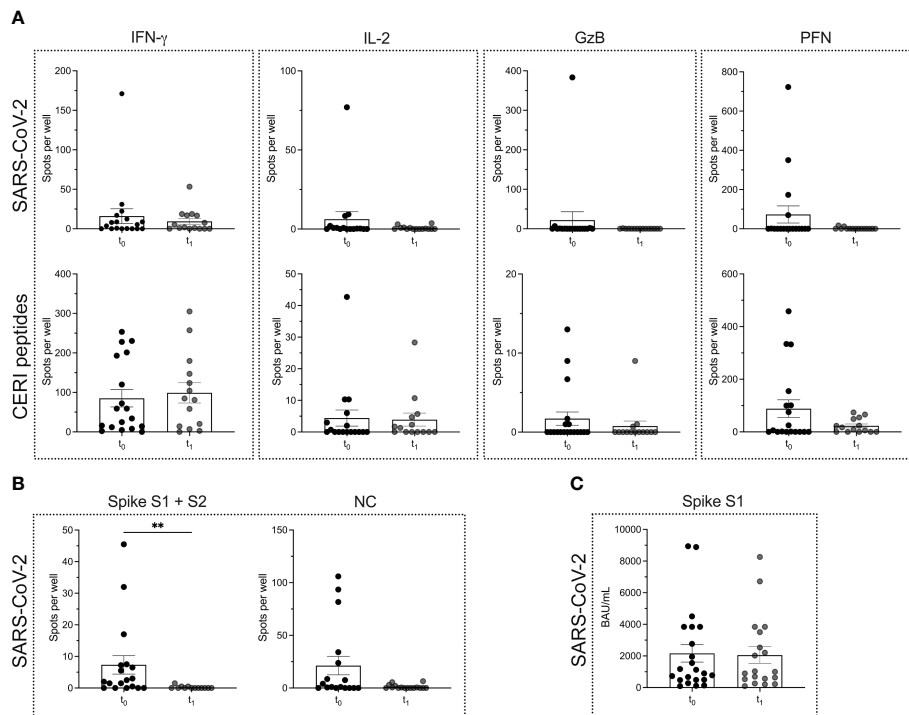 A
IFN-γ
IL-2
GzB
PFN
SARS-CoV-2
Spots per well
200
150
100
50
25
0
t0
t1
Spots per well
100
50
0
t0
t1
Spots per well
400
300
200
100
0
t0
t1
Spots per well
800
600
400
200
0
t0
t1
CERI peptides
Spots per well
400
300
200
100
0
t0
t1
Spots per well
50
40
30
20
10
5
0
t0
t1
Spots per well
20
10
0
t0
t1
Spots per well
800
600
400
200
0
t0
t1
B
Spike S1 + S2
NC
SARS-CoV-2
Spots per well
50
40
30
20
10
5
0
**
t0
t1
Spots per well
150
100
50
25
0
t0
t1
C
Spike S1
SARS-CoV-2
BAU/mL
10000
8000
6000
4000
2000
0
t0
t1